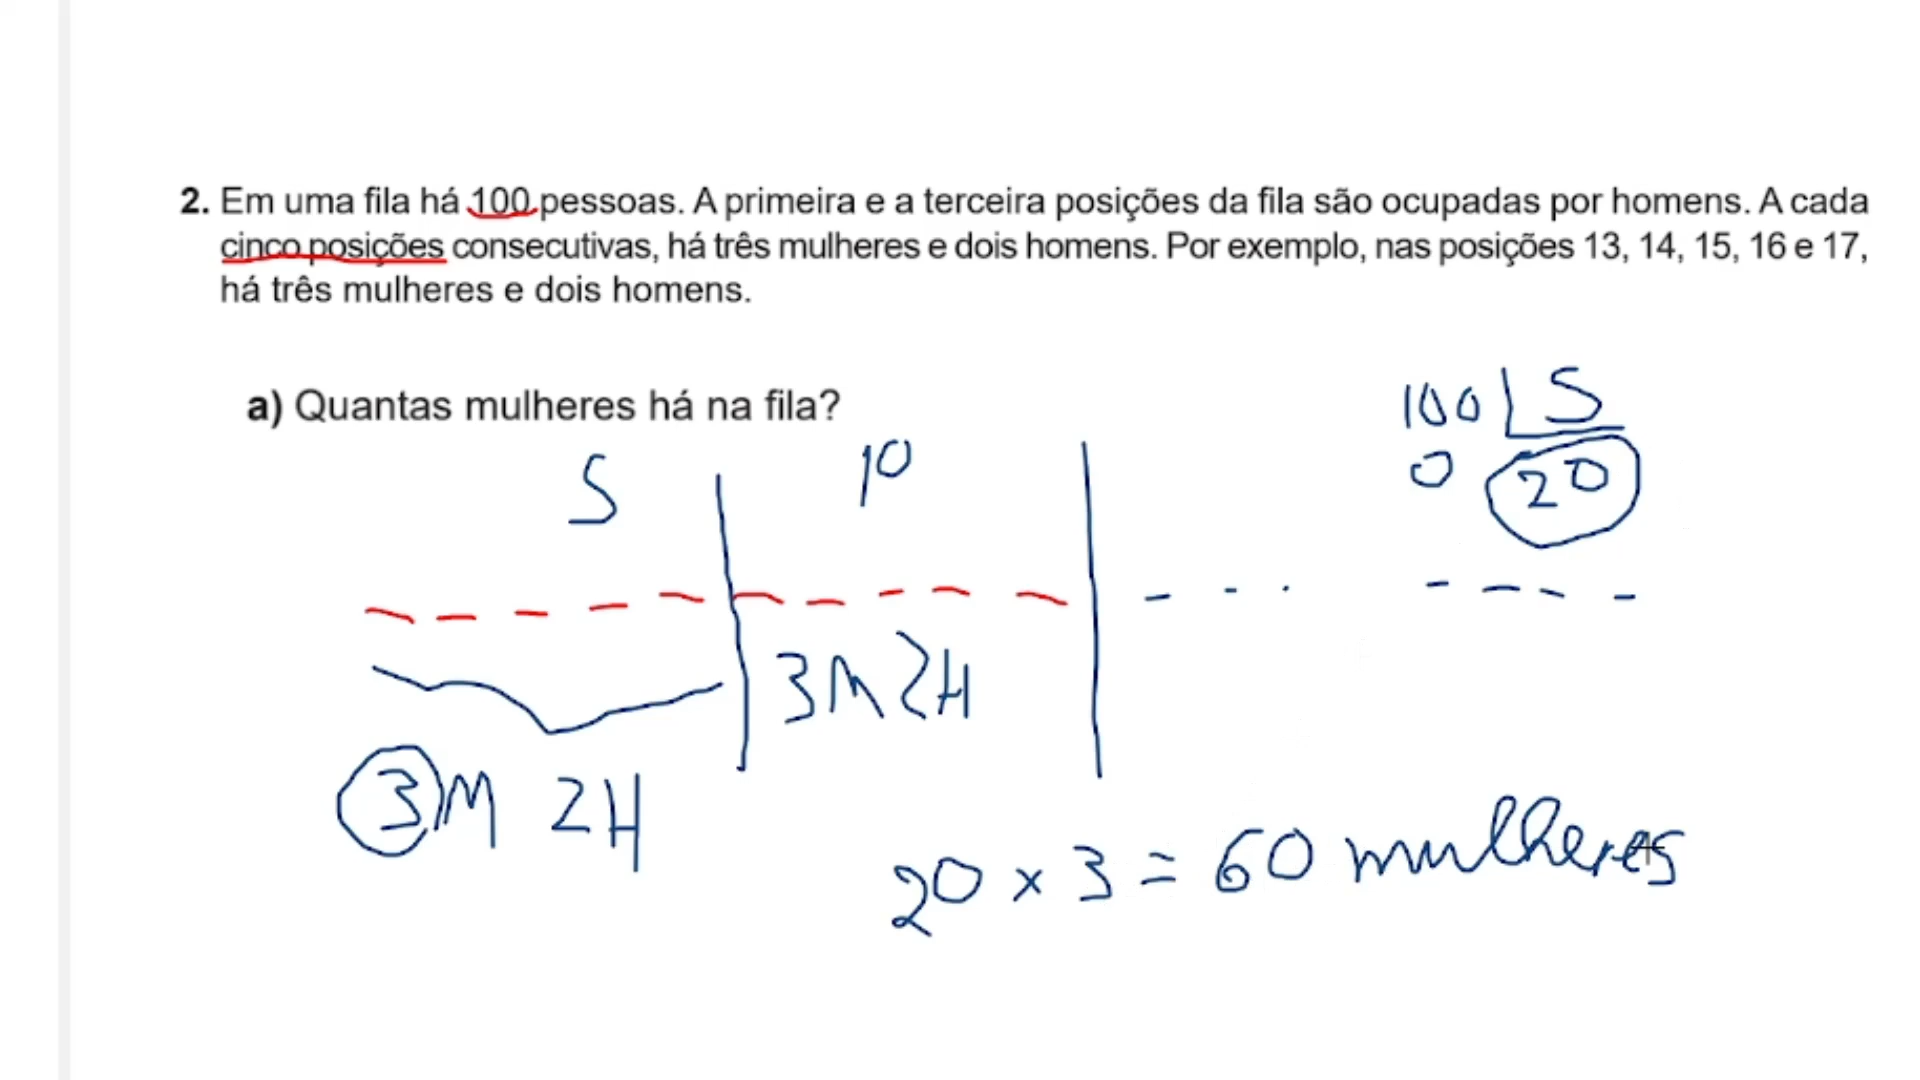 2. Em uma fila há 100 pessoas. A primeira e a terceira posições da fila são ocupadas por homens. A cada
cinco posições consecutivas, há três mulheres e dois homens. Por exemplo, nas posições 13, 14, 15, 16 e 17,
há três mulheres e dois homens.
a) Quantas mulheres há na fila?
100 5
0 20
5 10
3M 2H
3M 2H
20 x 3 = 60 mulheres